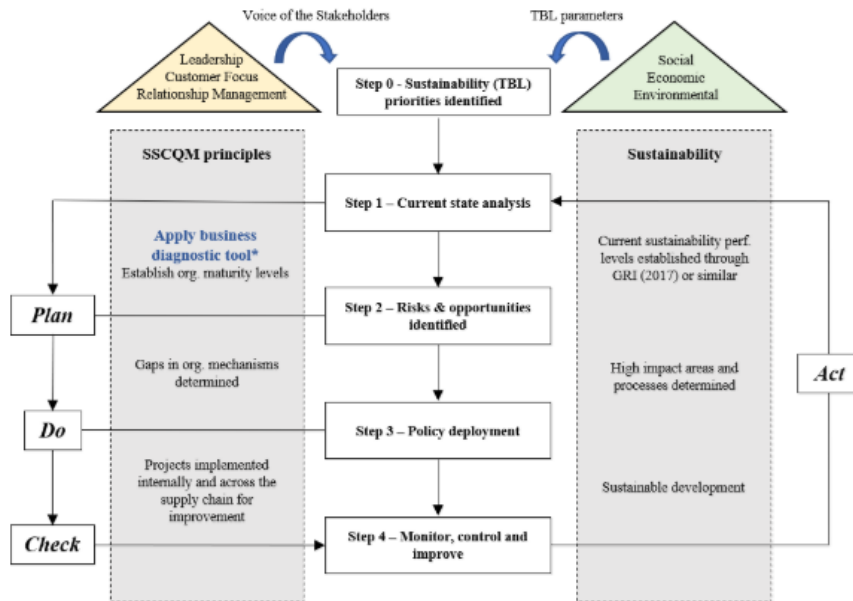 Voice of the Stakeholders
TBL parameters
Leadership
Customer Focus
Relationship Management
Step 0 - Sustainability (TBL)
priorities identified
Social
Economic
Environmental
SSCQM principles
Sustainability
Step 1 – Current state analysis
Apply business
diagnostic tool*
Establish org. maturity levels
Current sustainability perf.
levels established through
GRI (2017) or similar
Plan
Step 2 – Risks & opportunities
identified
Gaps in org. mechanisms
determined
High impact areas and
processes determined
Act
Do
Step 3 – Policy deployment
Projects implemented
internally and across the
supply chain for
improvement
Sustainable development
Check
Step 4 – Monitor, control and
improve